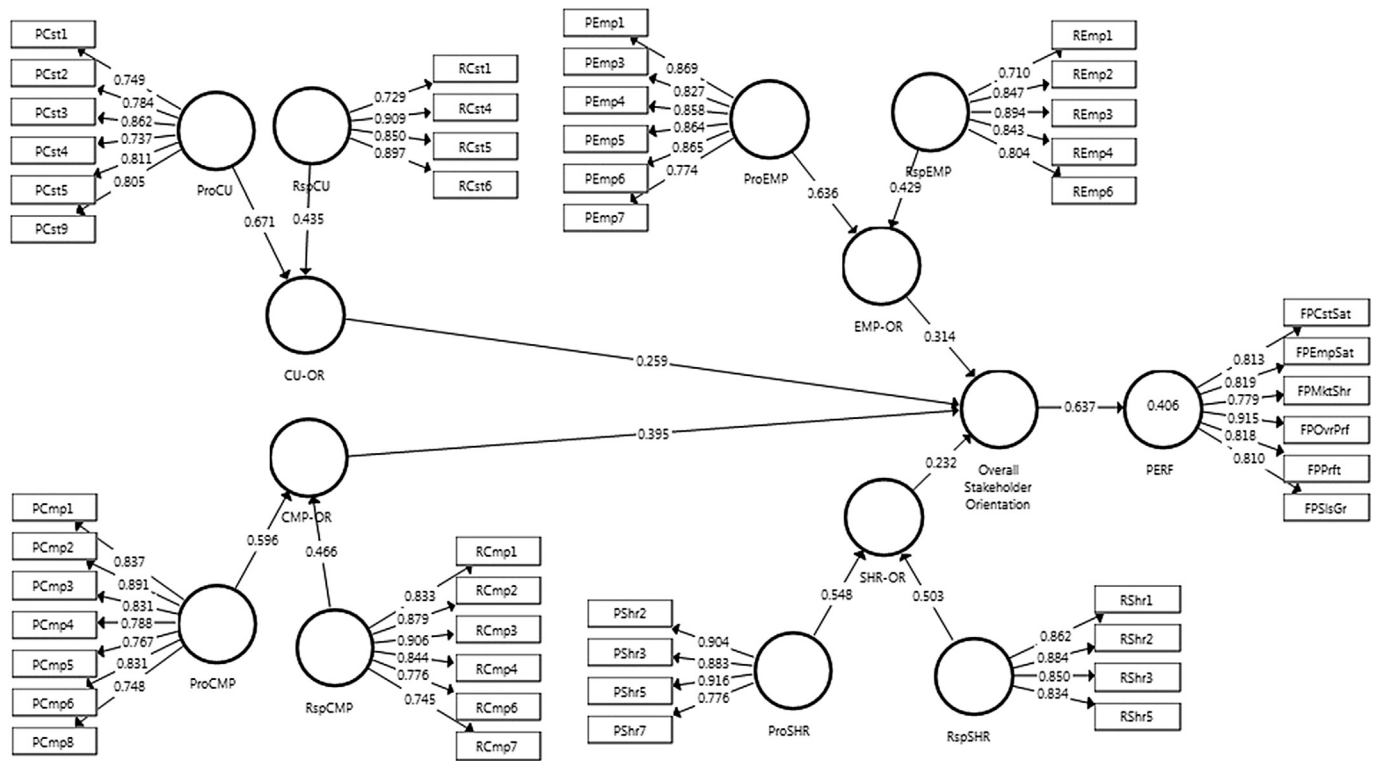 PCst1
PCst2
PCst3
PCst4
PCst5
PCst9
0.749
0.784
0.862
0.737
0.811
0.805
ProCU
RspCU
0.729
0.909
0.850
0.897
RCst1
RCst4
RCst5
RCst6
0.671
0.435
CU-OR
PEmp1
PEmp3
PEmp4
PEmp5
PEmp6
PEmp7
0.869
0.827
0.858
0.864
0.865
0.774
ProEMP
RspEMP
0.710
0.847
0.894
0.843
0.804
REmp1
REmp2
REmp3
REmp4
REmp6
0.636
0.429
EMP-OR
0.314
0.259
0.395
0.232
Overall
Stakeholder
Orientation
0.637
0.406
PERF
0.813
0.819
0.779
0.915
0.818
0.810
FPCstSat
FPEmpSat
FPMktShr
FPOvrPrf
FPPrft
FPSlsGr
CMP-OR
0.596
0.466
PCmp1
PCmp2
PCmp3
PCmp4
PCmp5
PCmp6
PCmp8
0.837
0.891
0.831
0.788
0.767
0.831
0.748
ProCMP
RspCMP
0.833
0.879
0.906
0.844
0.776
0.745
RCmp1
RCmp2
RCmp3
RCmp4
RCmp6
RCmp7
SHR-OR
0.548
0.503
PShr2
PShr3
PShr5
PShr7
0.904
0.883
0.916
0.776
ProSHR
RspSHR
0.862
0.884
0.850
0.834
RShr1
RShr2
RShr3
RShr5